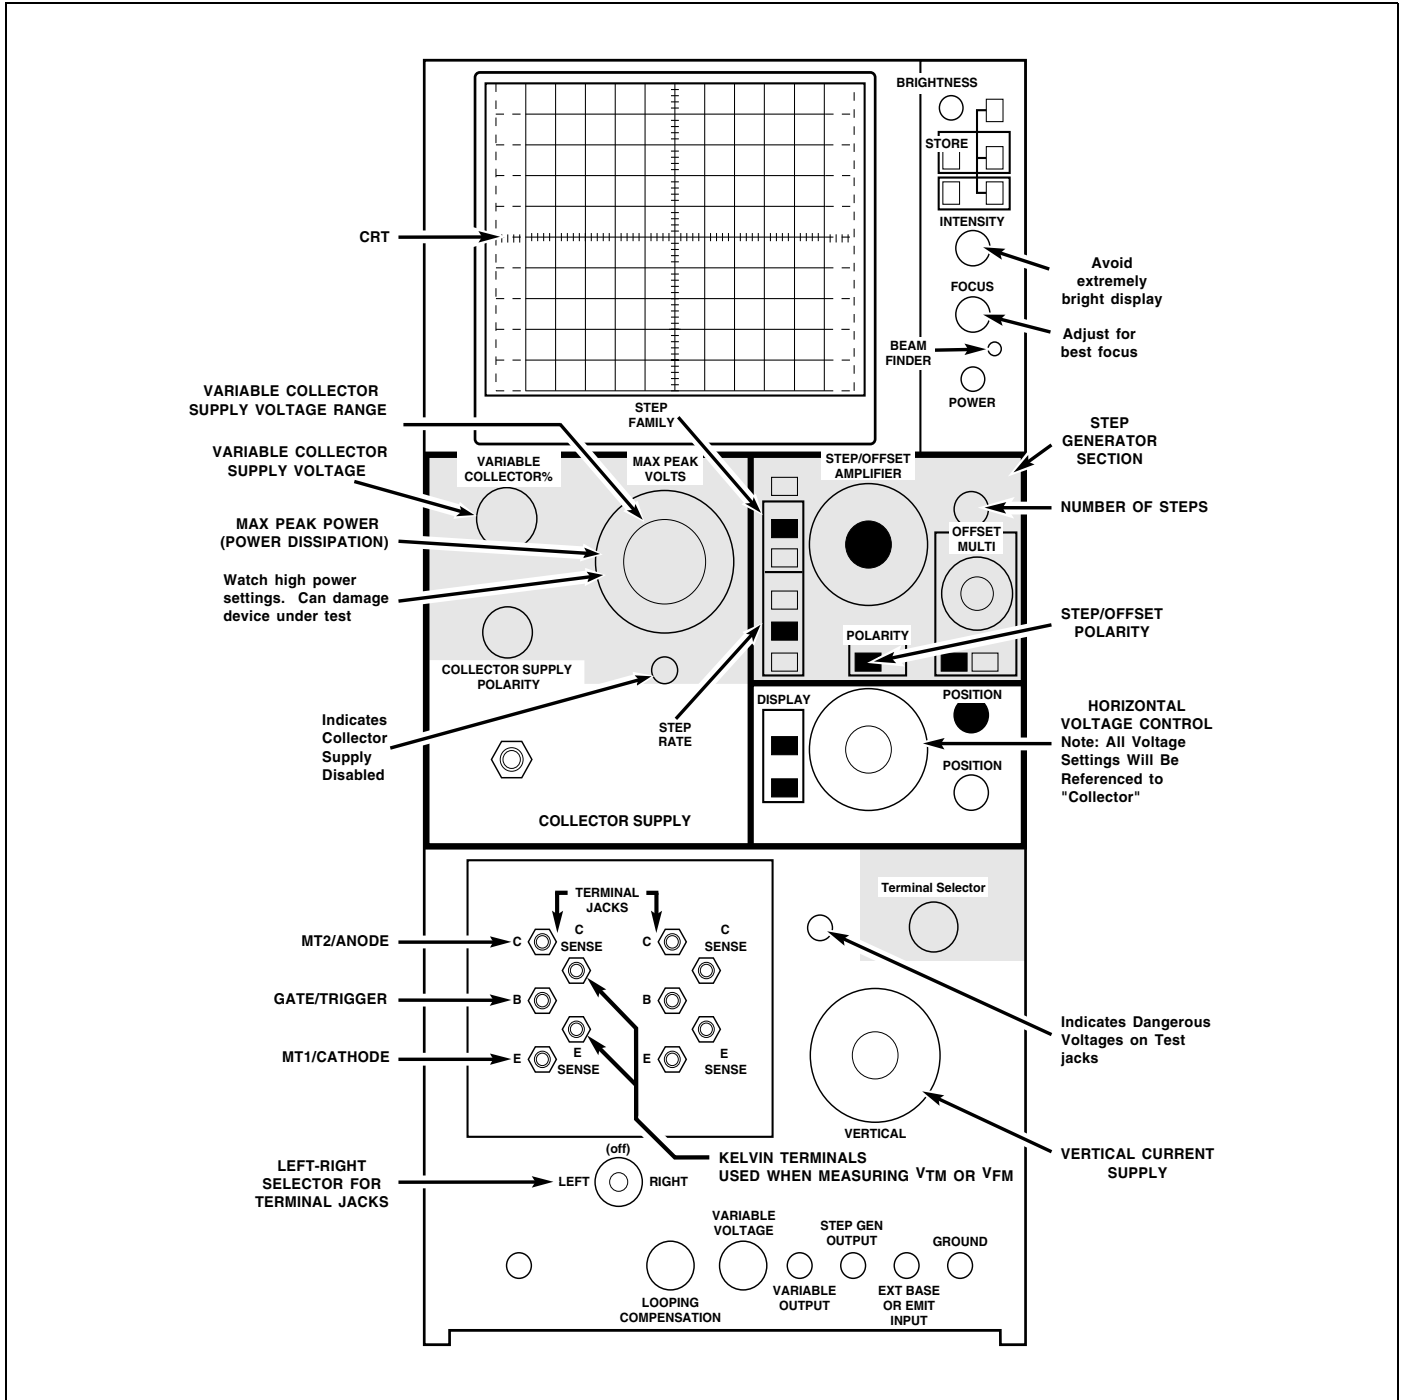 BRIGHTNESS
STORE
INTENSITY
CRT
Avoid
extremely
bright display
FOCUS
Adjust for
best focus
BEAM
FINDER
POWER
VARIABLE COLLECTOR
SUPPLY VOLTAGE RANGE
STEP
FAMILY
STEP
GENERATOR
SECTION
VARIABLE COLLECTOR
SUPPLY VOLTAGE
VARIABLE
COLLECTOR%
MAX PEAK
VOLTS
STEP/OFFSET
AMPLIFIER
NUMBER OF STEPS
MAX PEAK POWER
(POWER DISSIPATION)
OFFSET
MULTI
Watch high power
settings. Can damage
device under test
POLARITY
STEP/OFFSET
POLARITY
COLLECTOR SUPPLY
POLARITY
DISPLAY
POSITION
Indicates
Collector
Supply
Disabled
STEP
RATE
HORIZONTAL
VOLTAGE CONTROL
Note: All Voltage
Settings Will Be
Referenced to
"Collector"
POSITION
COLLECTOR SUPPLY
Terminal Selector
TERMINAL
JACKS
MT2/ANODE
C
C
SENSE
C
C
SENSE
GATE/TRIGGER
B
B
MT1/CATHODE
E
E
SENSE
E
E
SENSE
Indicates Dangerous
Voltages on Test
jacks
VERTICAL
VERTICAL CURRENT
SUPPLY
KELVIN TERMINALS
USED WHEN MEASURING VTM OR VFM
LEFT-RIGHT
SELECTOR FOR
TERMINAL JACKS
(off)
LEFT
RIGHT
VARIABLE
VOLTAGE
STEP GEN
OUTPUT
GROUND
LOOPING
COMPENSATION
VARIABLE
OUTPUT
EXT BASE
OR EMIT
INPUT